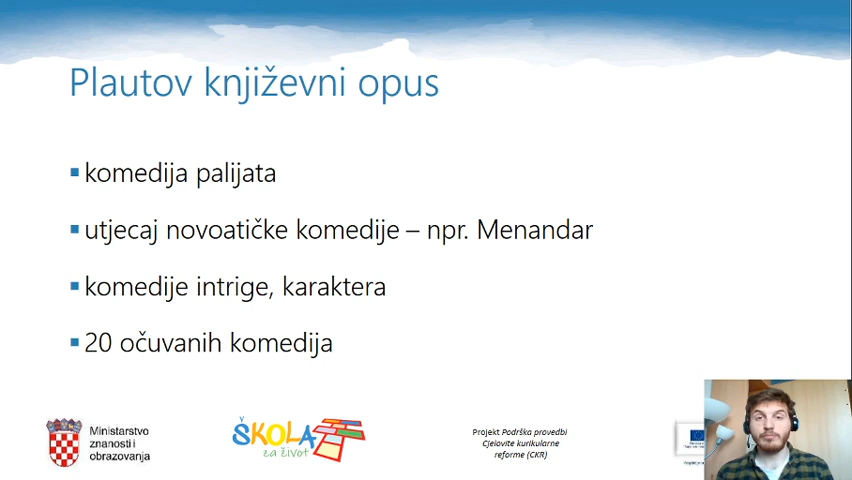 Plautov književni opus
komedija palijata
utjecaj novoatičke komedije – npr. Menandar
komedije intrige, karaktera
20 očuvanih komedija
Ministarstvo
znanosti i
obrazovanja
ŠKOLA
za život
Projekt Podrška provedbi
Cjelovite kurikularne
reforme (CKR)